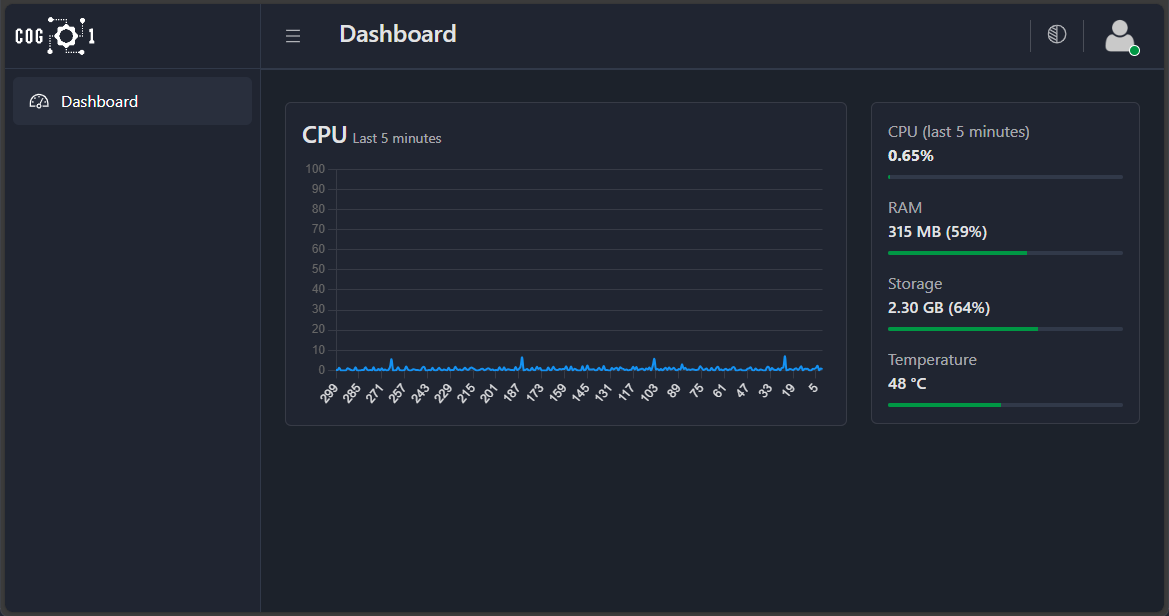 COG 1
Dashboard
Dashboard
CPU Last 5 minutes
100
90
80
70
60
50
40
30
20
10
0
299 285 271 257 243 229 215 201 187 173 159 145 131 117 103 89 75 61 47 33 19 5
CPU (last 5 minutes)
0.65%
RAM
315 MB (59%)
Storage
2.30 GB (64%)
Temperature
48 °C